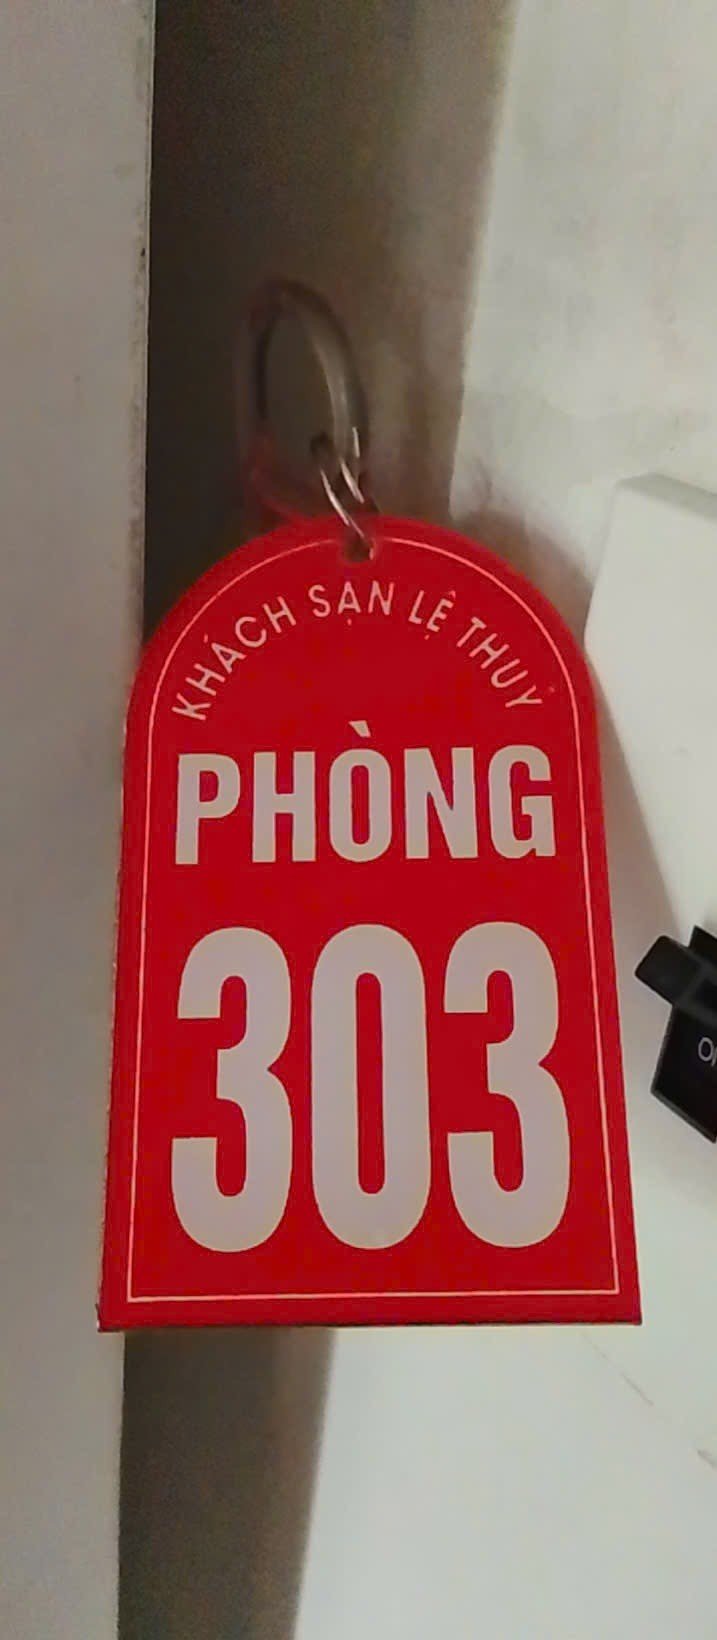 KHÁCH SẠN LỆ THUỶ
PHÒNG
303